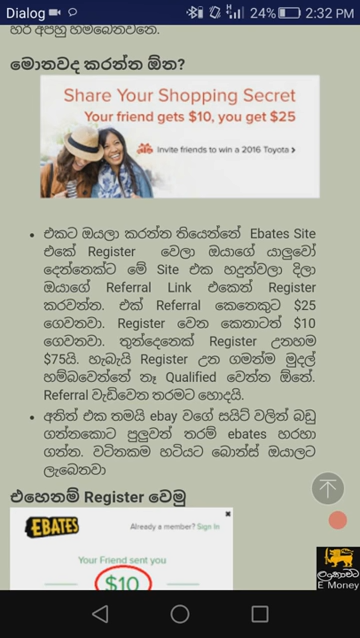 Dialog 24% 2:32 PM
හරි අපහු හම්බෙනවනේ.
මොනවද කරන්න ඕන?
Share Your Shopping Secret
Your friend gets $10, you get $25
Invite friends to win a 2016 Toyota >
• එකට ඔයලා කරන්න තියෙන්නේ Ebates Site
එකේ Register වෙලා ඔයාගේ යාලුවෝ
දෙන්නෙක්ට මේ Site එක හදුන්වලා දිලා
ඔයාගේ Referral Link එකෙන් Register
කරවන්න. එක් Referral කෙනෙකුට $25
ගෙවනවා. Register වෙන කෙනාටත් $10
ගෙවනවා. තුන්දෙනෙක් Register උනහම
$75යි. හැබැයි Register උන ගමන්ම මුදල්
හම්බවෙන්නේ නෑ Qualified වෙන්න ඕනේ.
Referral වැඩිවෙන තරමට හොදයි.
• අනිත් එක තමයි ebay වගේ සයිට් වලින් බඩු
ගන්නකොට පුලුවන් තරම් ebates හරහා
ගන්න. වටිනකම හටියට බොන්ස් ඔයාලට
ලැබෙනවා
එහෙනම් Register වෙමු
EBATES
Already a member? Sign In
Your Friend sent you
$10
ලංකාවට
E Money